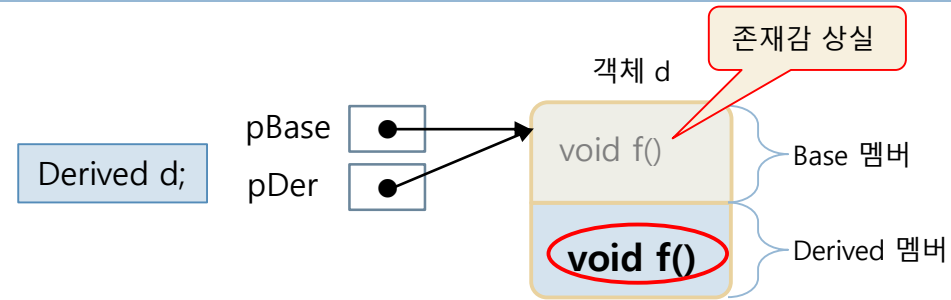 존재감 상실
객체 d
pBase
void f()
Base 멤버
Derived d;
pDer
void f()
Derived 멤버